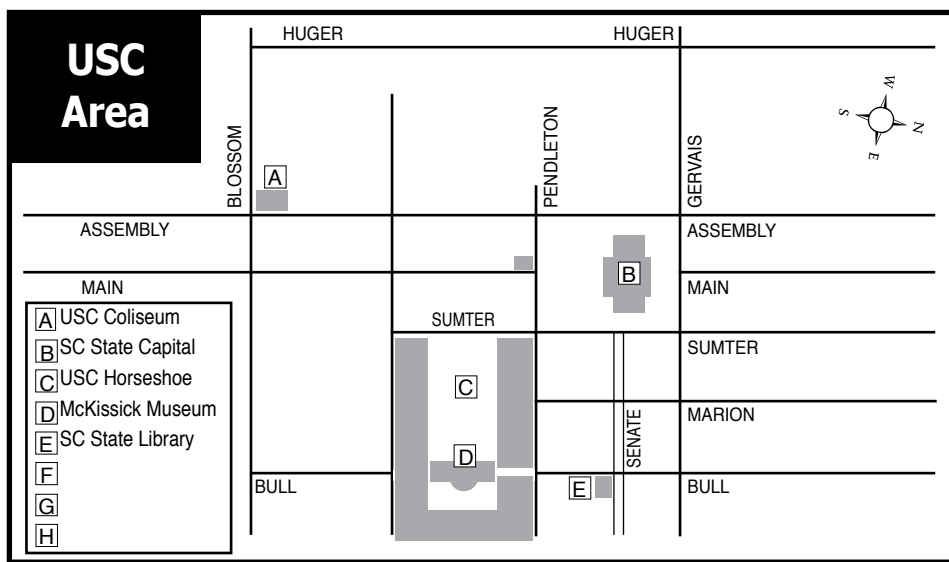 USC
Area
HUGER
HUGER
BLOSSOM
PENDLETON
GERVAIS
W
S
N
E
A
ASSEMBLY
ASSEMBLY
B
MAIN
MAIN
A USC Coliseum
B SC State Capital
C USC Horseshoe
D McKissick Museum
E SC State Library
F
G
H
SUMTER
SUMTER
C
MARION
SENATE
D
BULL
E
BULL